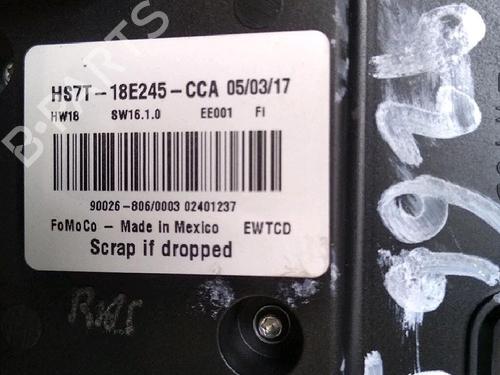 HS7T-18E245-CCA 05/03/17
HW18 SW16.1.0 EE001 FI
90026-806/0003 02401237
FoMoCo - Made in Mexico EWTCD
Scrap if dropped
B-PARTS